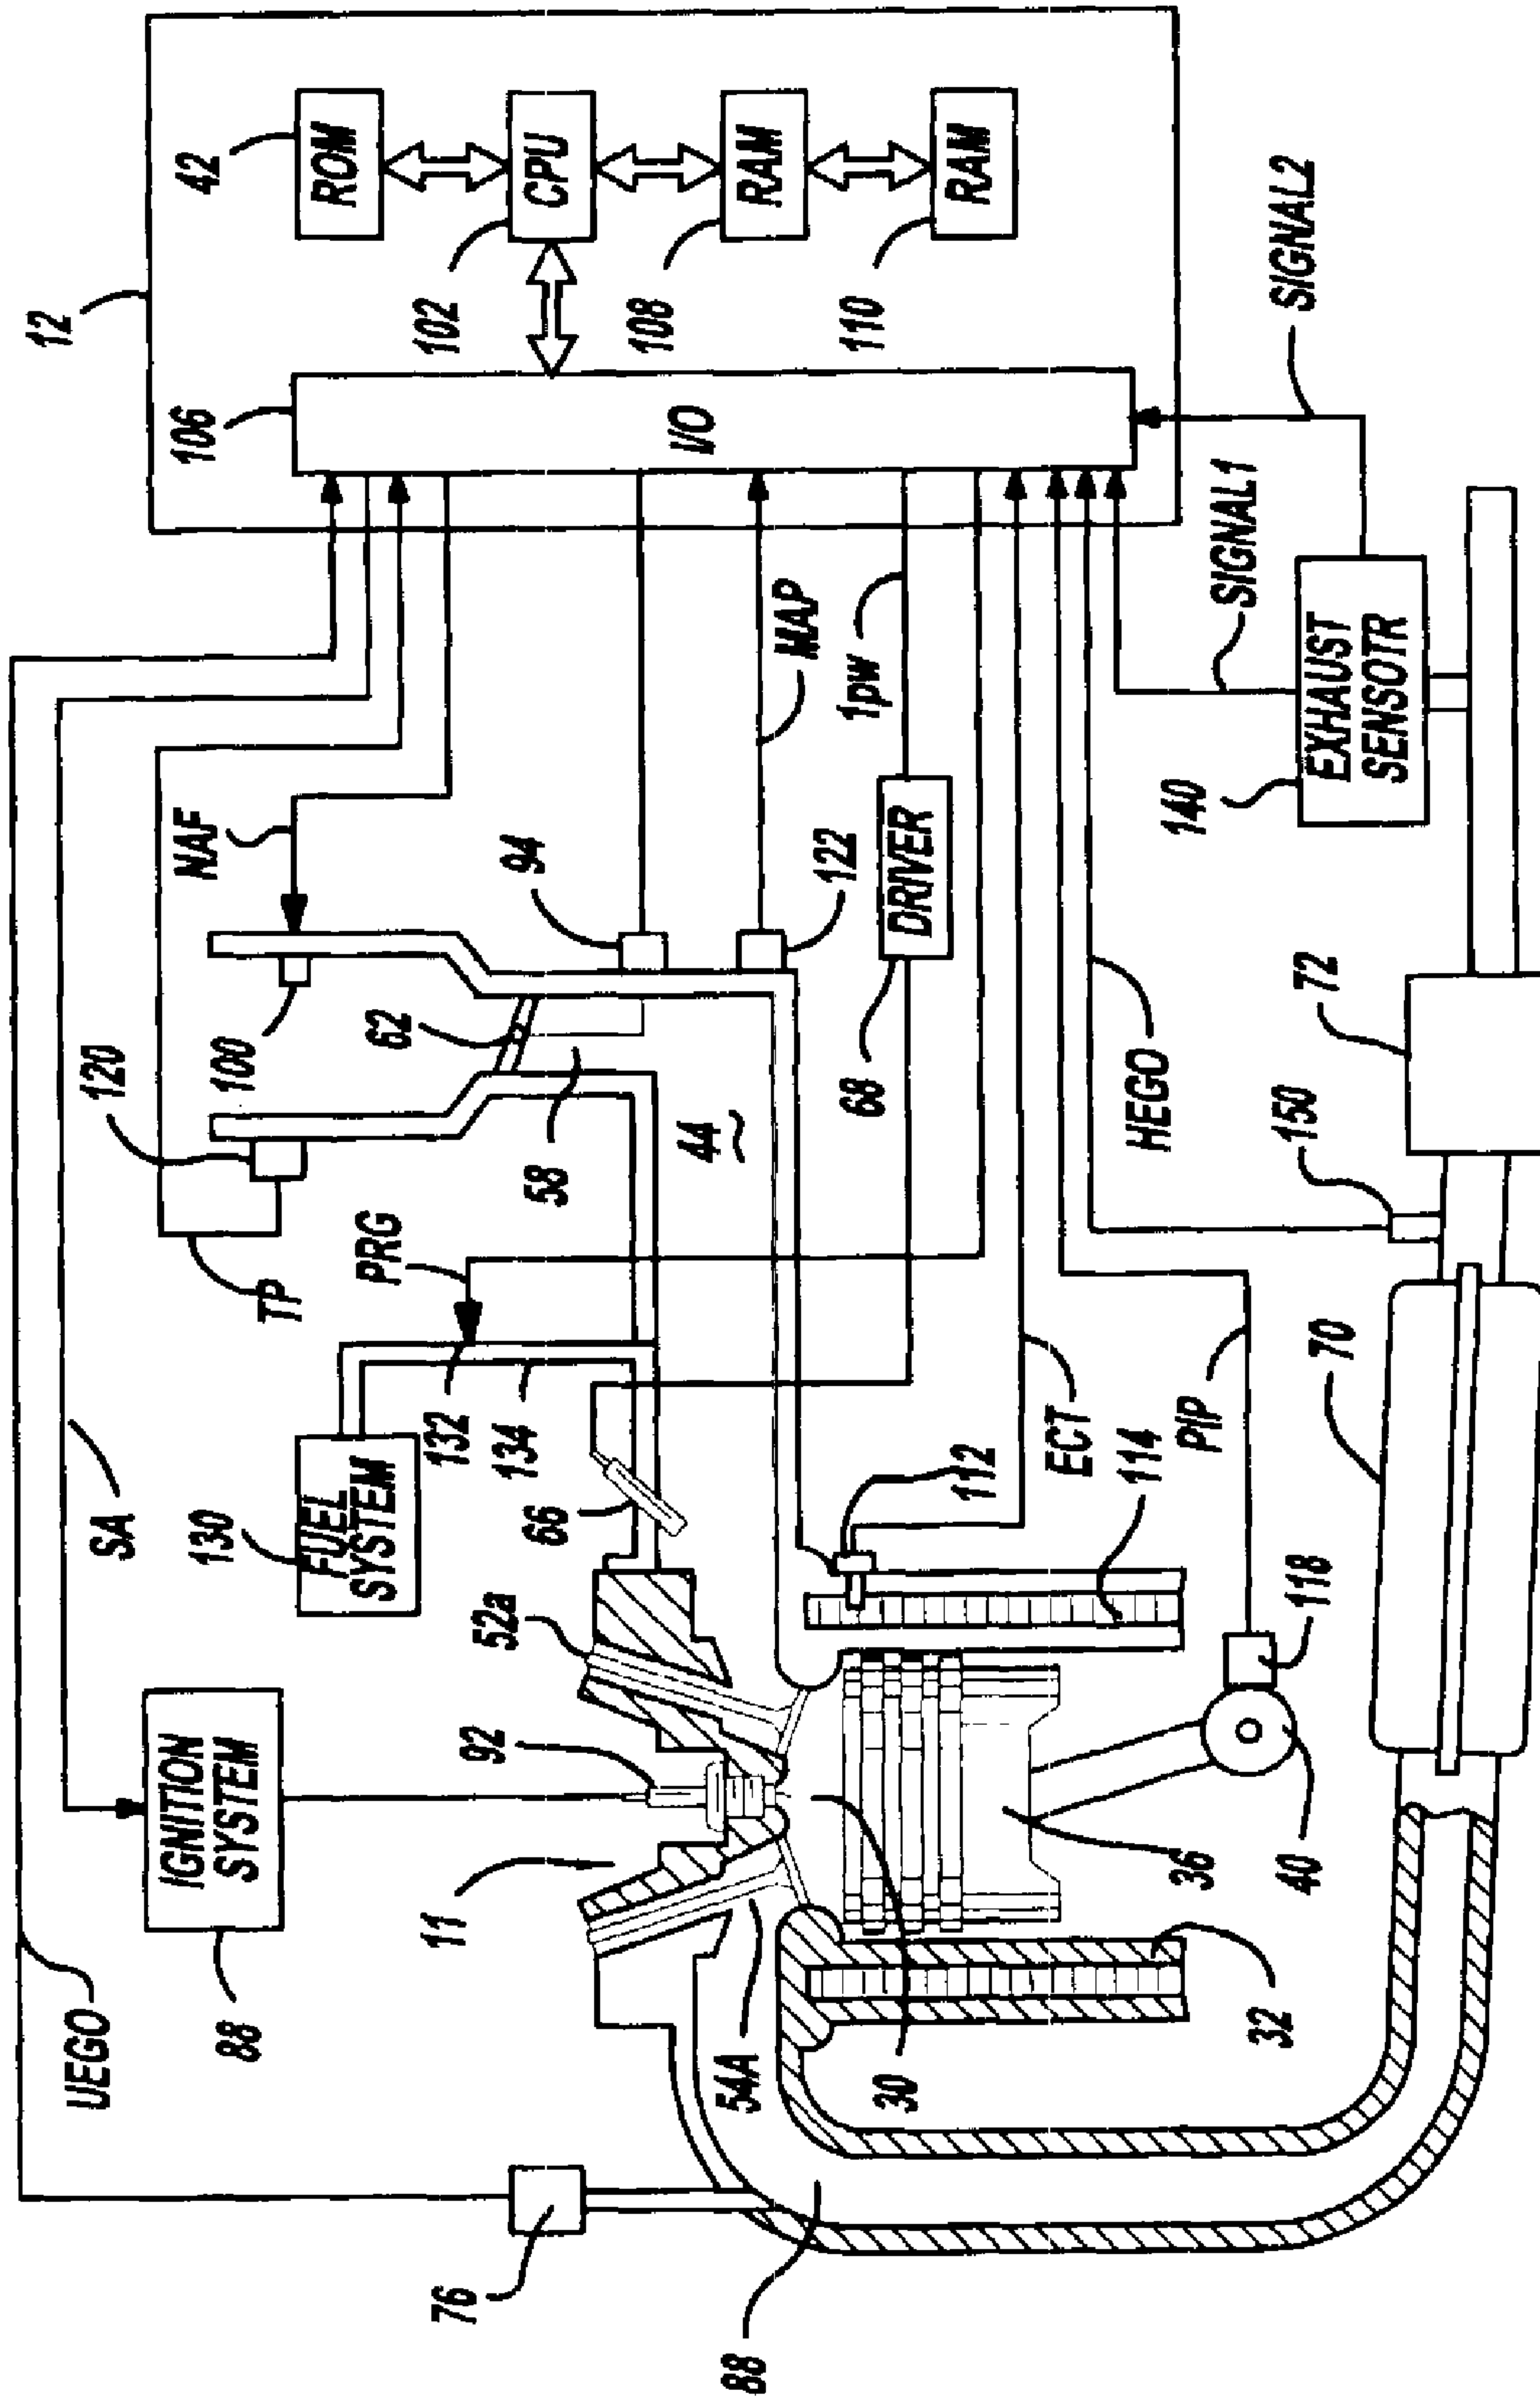 12
42
ROM
102
CPU
108
RAM
110
RAM
106
I/O
SIGNAL2
SIGNAL1
EXHAUST
SENSOTR
140
UEGO
SA
NAF
TP
120
100
62
94
MAP
122
1pw
DRIVER
68
58
44
PRG
132
134
FUEL
SYSTEM
130
66
52a
92
IGNITION
SYSTEM
88
11
76
88
54A
30
32
36
40
118
PIP
114
112
ECT
HEGO
150
72
70